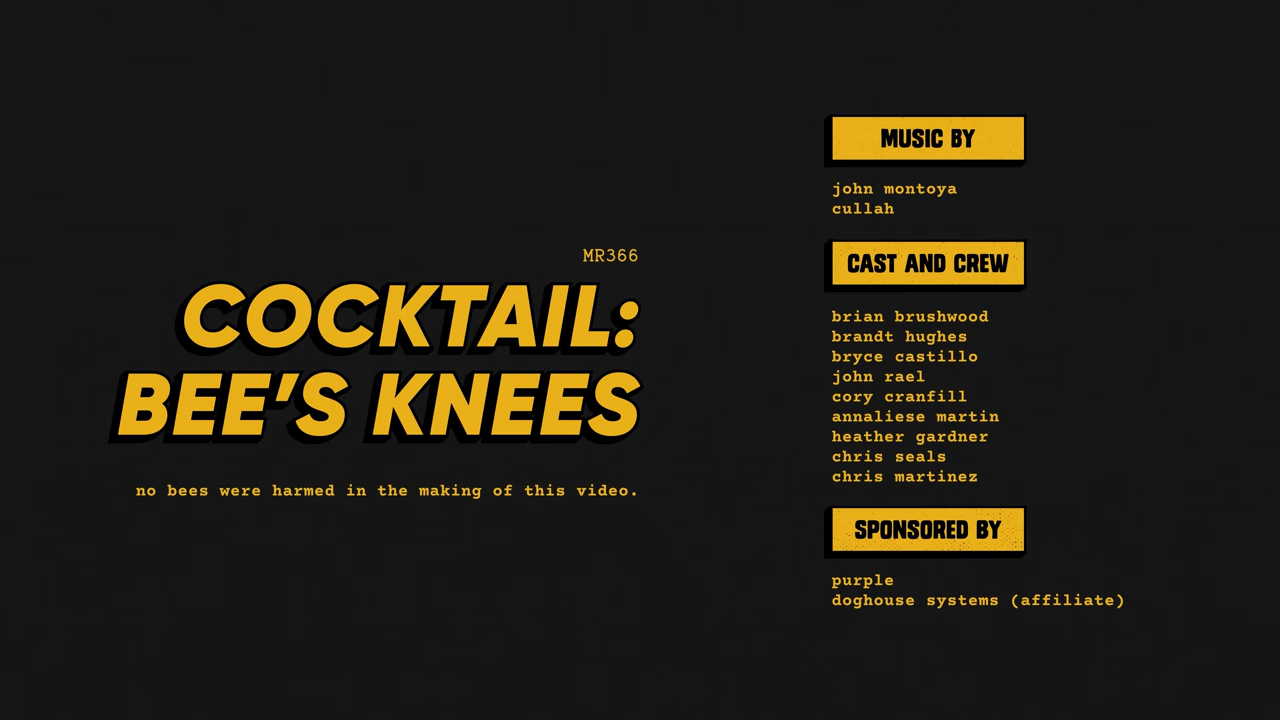 MR366
COCKTAIL:
BEE'S KNEES
no bees were harmed in the making of this video.
MUSIC BY
john montoya
cullah
CAST AND CREW
brian brushwood
brandt hughes
bryce castillo
john rael
cory cranfill
annaliese martin
heather gardner
chris seals
chris martinez
SPONSORED BY
purple
doghouse systems (affiliate)